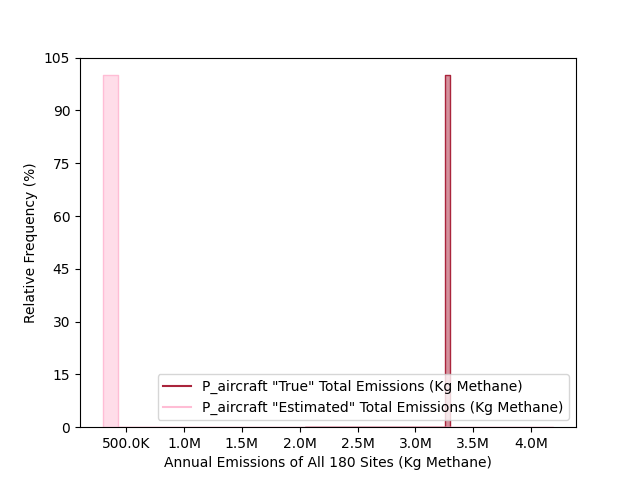 105
90
75
60
45
30
15
0
Relative Frequency (%)
P_aircraft "True" Total Emissions (Kg Methane)
P_aircraft "Estimated" Total Emissions (Kg Methane)
500.0K 1.0M 1.5M 2.0M 2.5M 3.0M 3.5M 4.0M
Annual Emissions of All 180 Sites (Kg Methane)